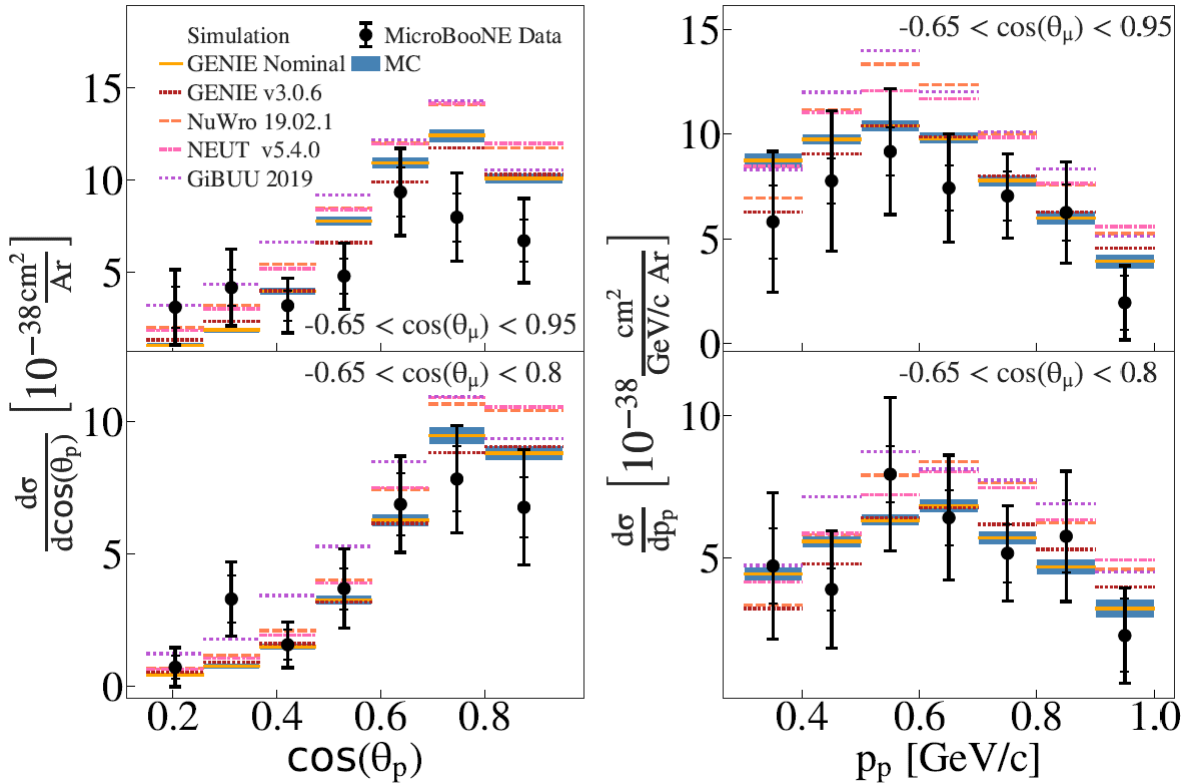 Simulation
MicroBooNE Data
GENIE Nominal
MC
GENIE v3.0.6
NuWro 19.02.1
NEUT v5.4.0
GiBUU 2019
15
10
5
-0.65 < cos(θμ) < 0.95
-0.65 < cos(θμ) < 0.8
10
5
0
0.2 0.4 0.6 0.8
cos(θp)
dσ/dcos(θp) [10⁻³⁸ cm²/Ar]
-0.65 < cos(θμ) < 0.95
15
10
5
0
-0.65 < cos(θμ) < 0.8
10
5
0.4 0.6 0.8 1.0
pp [GeV/c]
dσ/dpp [10⁻³⁸ cm²/GeV/c Ar]